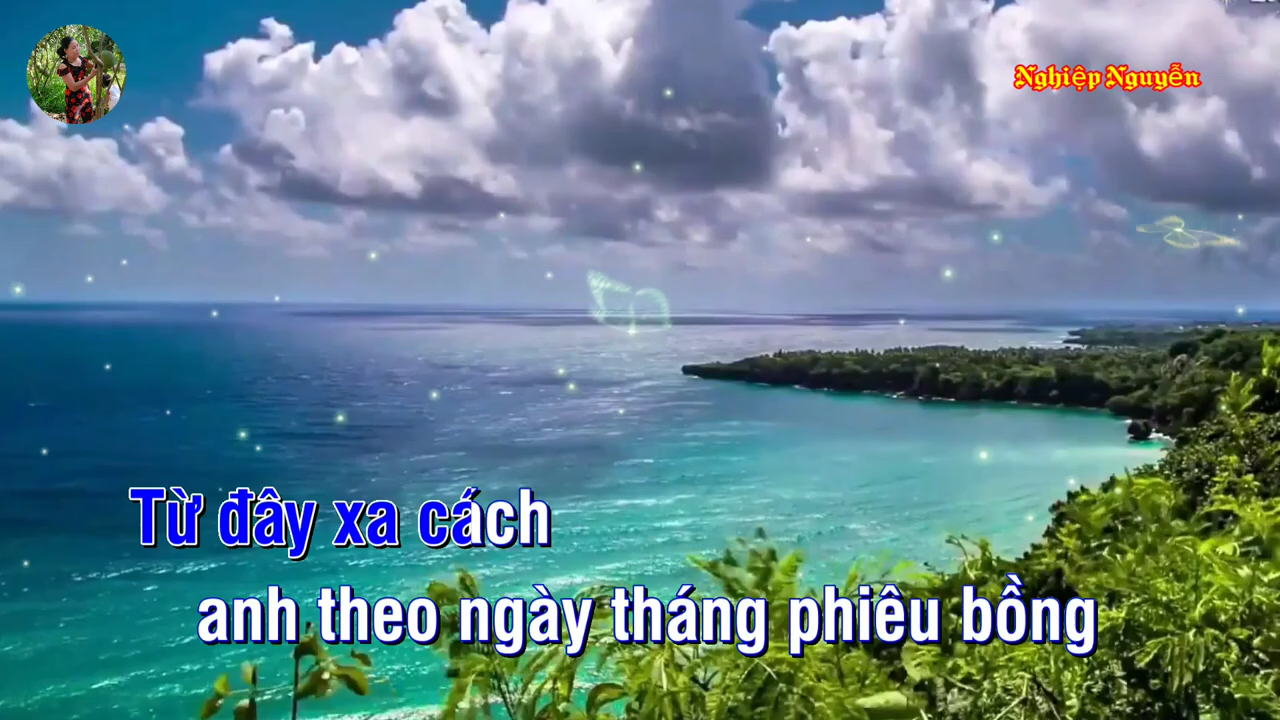 Nghiệp Nguyễn
Từ đây xa cách
anh theo ngày tháng phiêu bồng